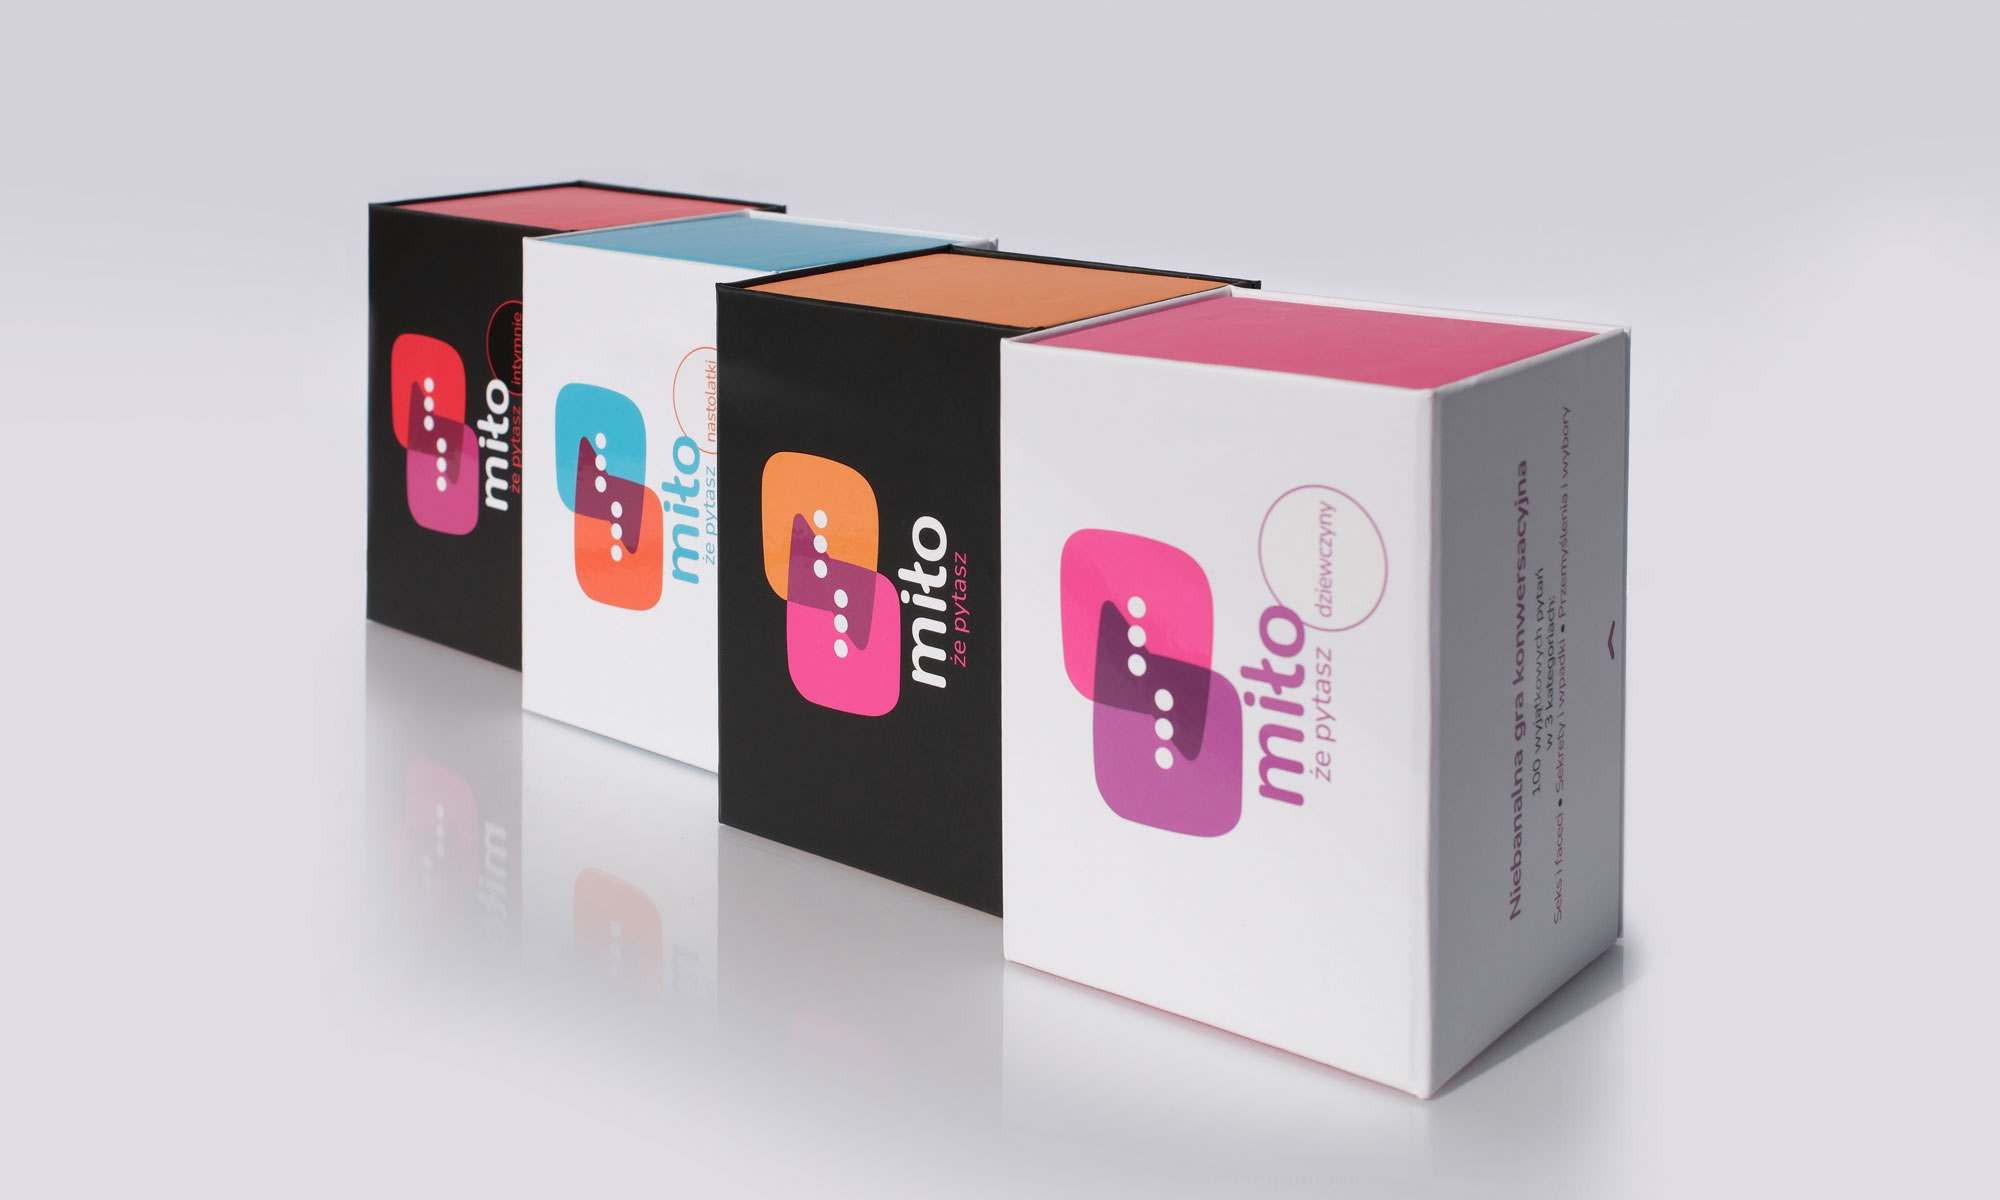 miło
że pytasz
intymnie
miło
że pytasz
nastolatki
miło
że pytasz
miło
że pytasz
dziewczyny
Niebanalna gra konwersacyjna
100 wyjątkowych pytań
w 3 kategoriach:
Seks i faceci • Sekrety i wpadki • Przemyślenia i wybory